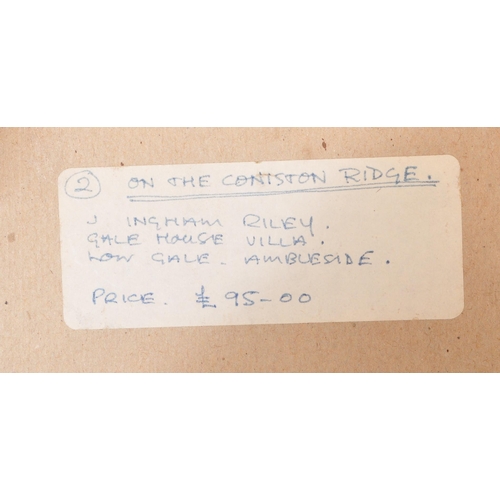 2 ON THE CONISTON RIDGE.
J INGHAM RILEY.
GALE HOUSE VILLA.
LOW GALE. AMBLESIDE.
PRICE. £95-00